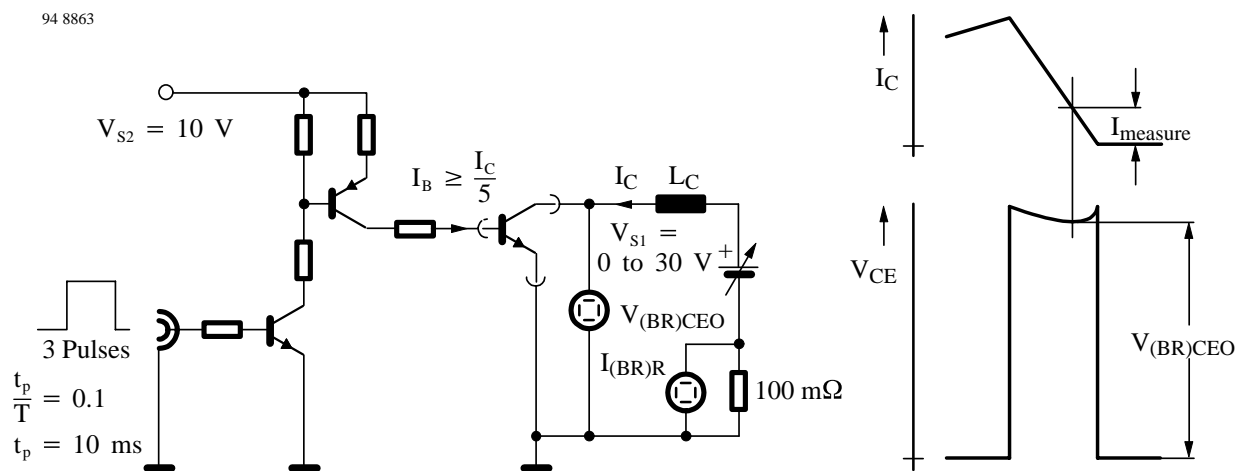 94 8863
V_S2 = 10 V
I_B ≥ I_C/5
I_C
L_C
V_S1 =
0 to 30 V
+
V_(BR)CEO
I_(BR)R
100 mΩ
3 Pulses
t_p/T = 0.1
t_p = 10 ms
I_C
I_measure
V_CE
V_(BR)CEO